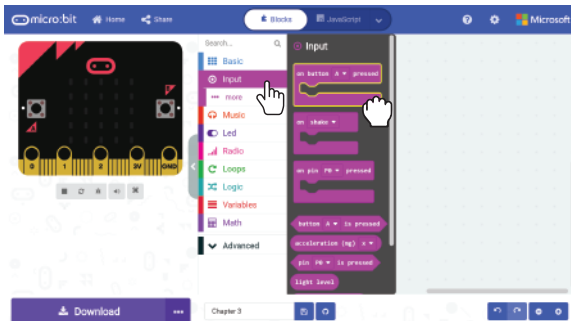 micro:bit Home Share Blocks JavaScript Microsoft
Search...
Basic
Input
more
Music
Led
Radio
Loops
Logic
Variables
Math
Advanced
Input
on button A pressed
on shake
on pin P0 pressed
button A is pressed
acceleration (mg) x
pin P0 is pressed
light level
0 1 2 3V GND
Download
Chapter 3